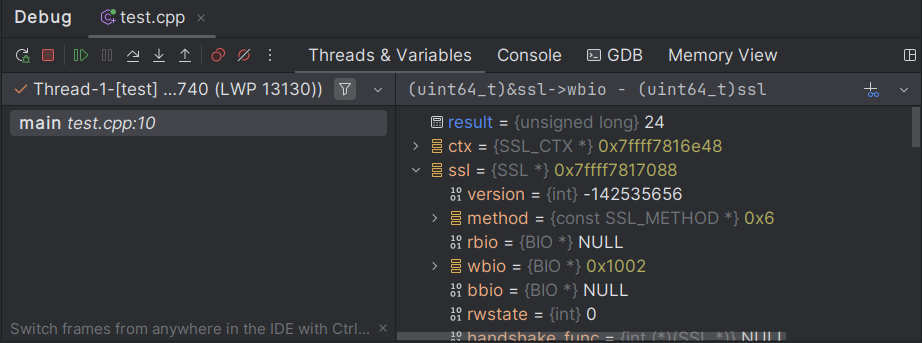 Debug test.cpp ×
Threads & Variables Console GDB Memory View
Thread-1-[test] ...740 (LWP 13130))
(uint64_t)&ssl->wbio - (uint64_t)ssl
main test.cpp:10
result = {unsigned long} 24
ctx = {SSL_CTX *} 0x7ffff7816e48
ssl = {SSL *} 0x7ffff7817088
version = {int} -142535656
method = {const SSL_METHOD *} 0x6
rbio = {BIO *} NULL
wbio = {BIO *} 0x1002
bbio = {BIO *} NULL
rwstate = {int} 0
handshake_func = {int (*)(SSL *)} NULL
Switch frames from anywhere in the IDE with Ctrl... ×